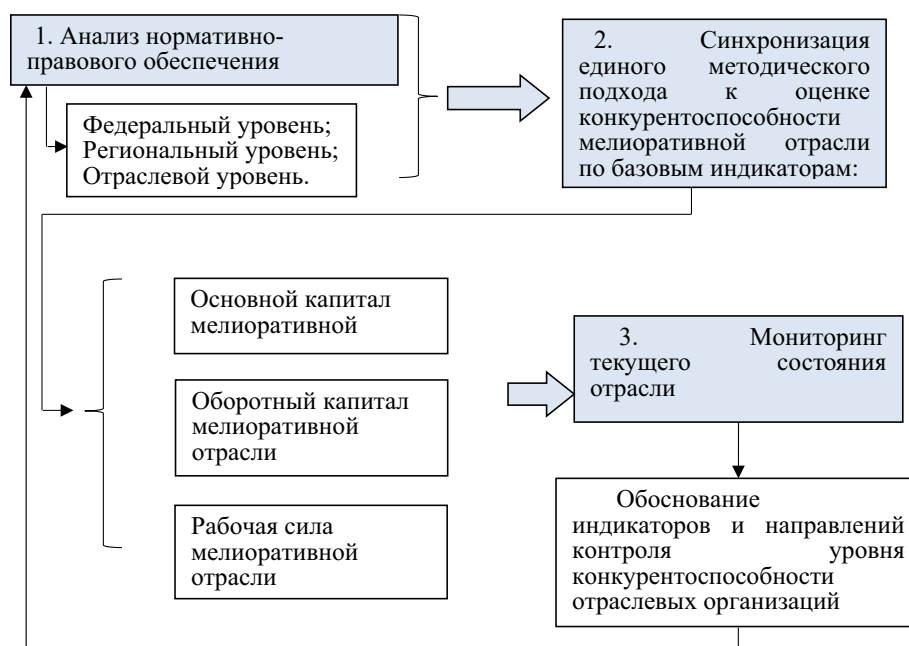 1. Анализ нормативно-
правового обеспечения
Федеральный уровень;
Региональный уровень;
Отраслевой уровень.
2. Синхронизация
единого методического
подхода к оценке
конкурентоспособности
мелиоративной отрасли
по базовым индикаторам:
Основной капитал
мелиоративной
Оборотный капитал
мелиоративной
отрасли
Рабочая сила
мелиоративной
отрасли
3. Мониторинг
текущего состояния
отрасли
Обоснование
индикаторов и направлений
контроля уровня
конкурентоспособности
отраслевых организаций